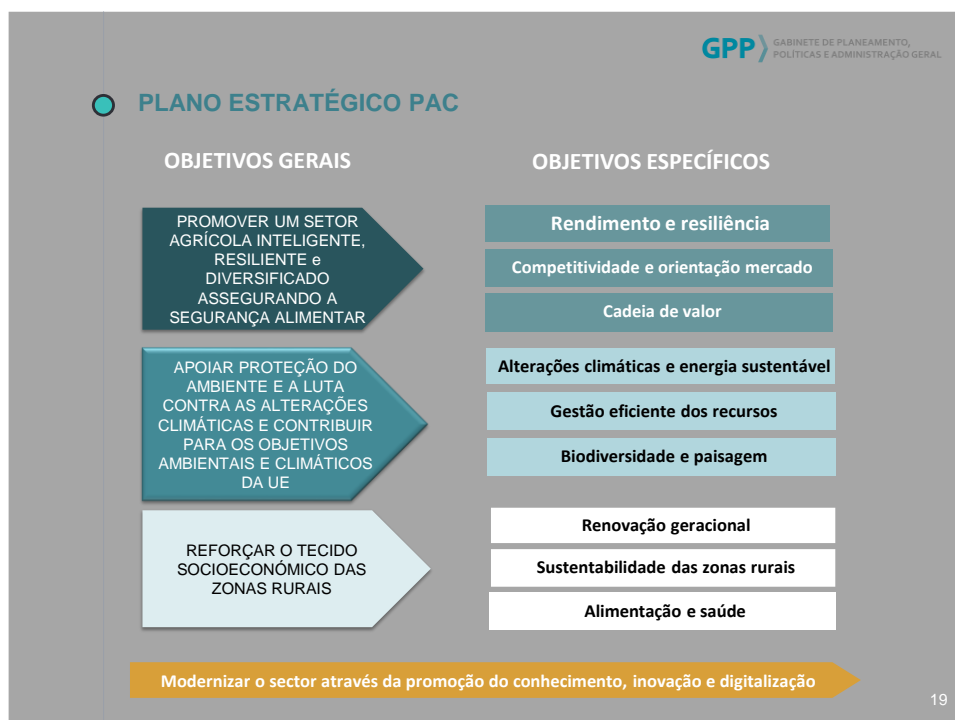 GPP
GABINETE DE PLANEAMENTO,
POLÍTICAS E ADMINISTRAÇÃO GERAL
PLANO ESTRATÉGICO PAC
OBJETIVOS GERAIS
OBJETIVOS ESPECÍFICOS
PROMOVER UM SETOR
AGRÍCOLA INTELIGENTE,
RESILIENTE e
DIVERSIFICADO
ASSEGURANDO A
SEGURANÇA ALIMENTAR
Rendimento e resiliência
Competitividade e orientação mercado
Cadeia de valor
APOIAR PROTEÇÃO DO
AMBIENTE E A LUTA
CONTRA AS ALTERAÇÕES
CLIMÁTICAS E CONTRIBUIR
PARA OS OBJETIVOS
AMBIENTAIS E CLIMÁTICOS
DA UE
Alterações climáticas e energia sustentável
Gestão eficiente dos recursos
Biodiversidade e paisagem
REFORÇAR O TECIDO
SOCIOECONÓMICO DAS
ZONAS RURAIS
Renovação geracional
Sustentabilidade das zonas rurais
Alimentação e saúde
Modernizar o sector através da promoção do conhecimento, inovação e digitalização
19